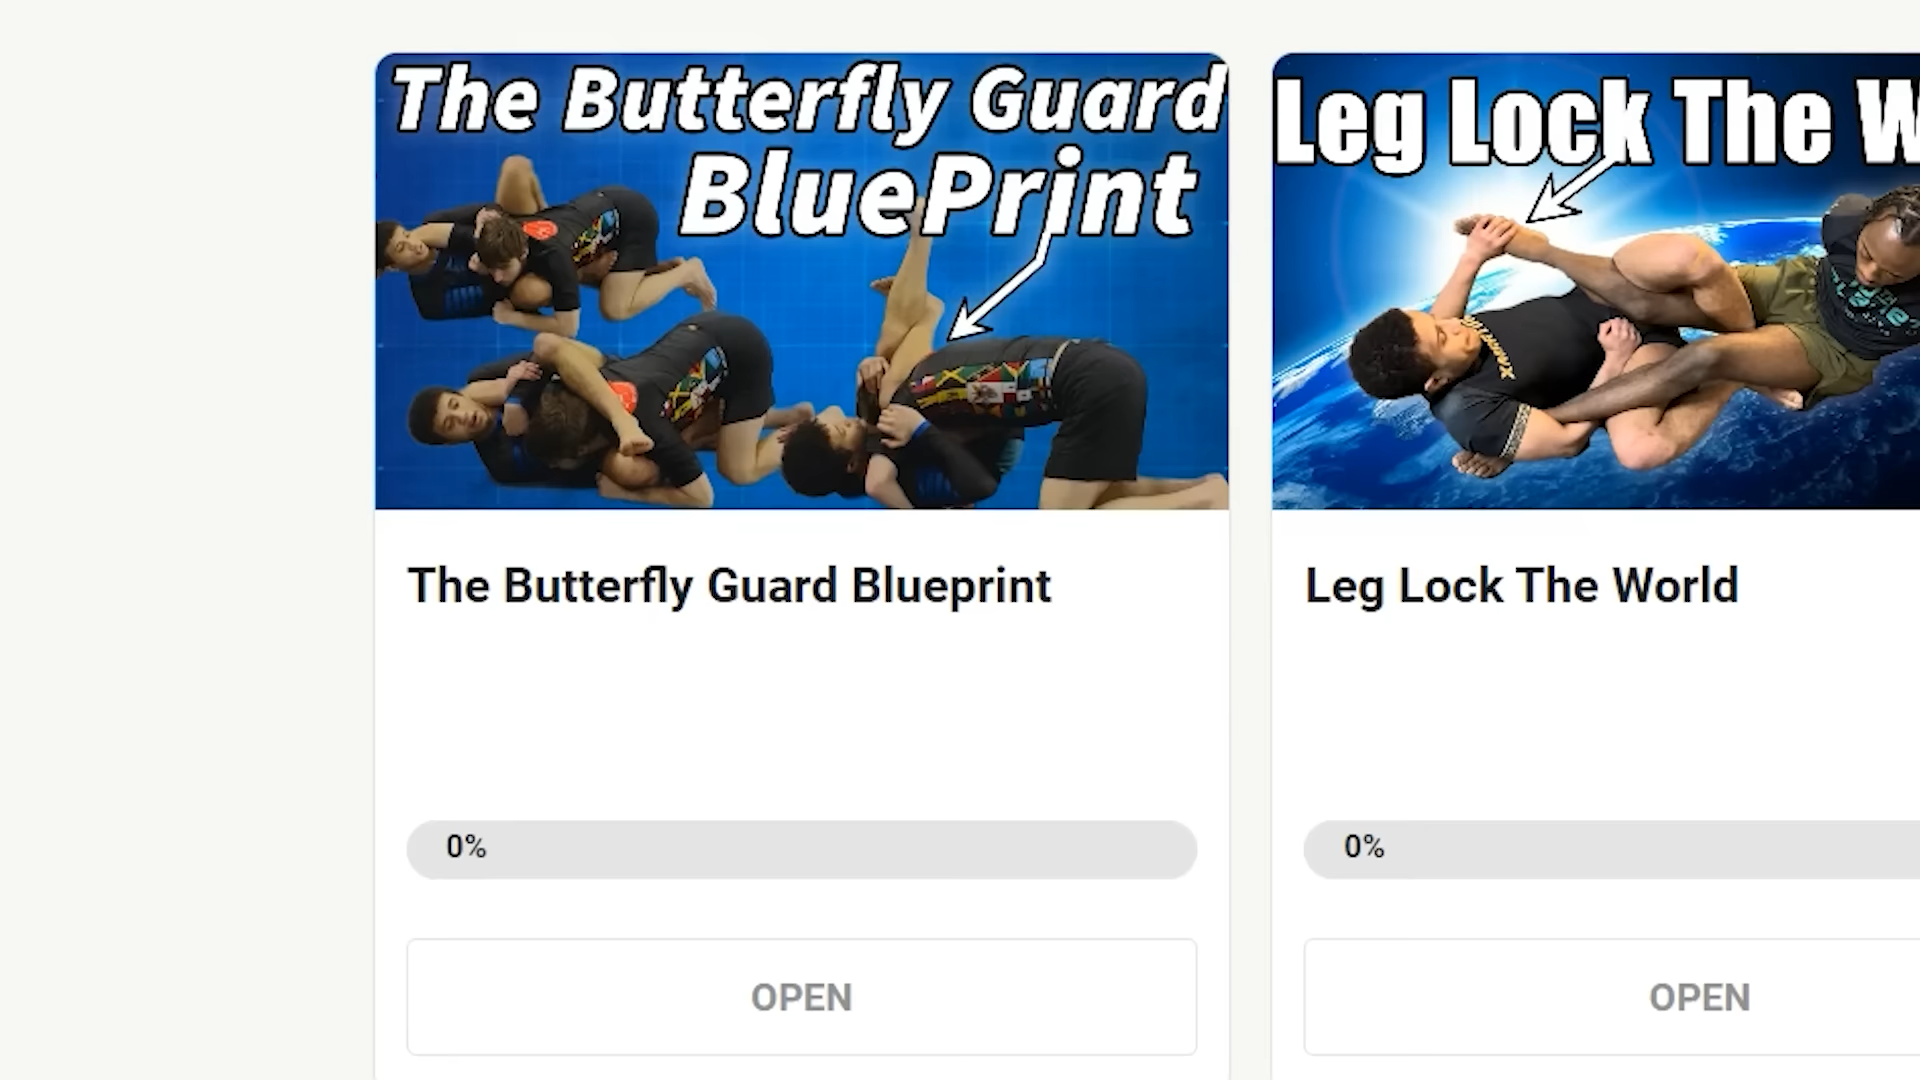 The Butterfly Guard
BluePrint
Leg Lock The W
The Butterfly Guard Blueprint
Leg Lock The World
0%
0%
OPEN
OPEN